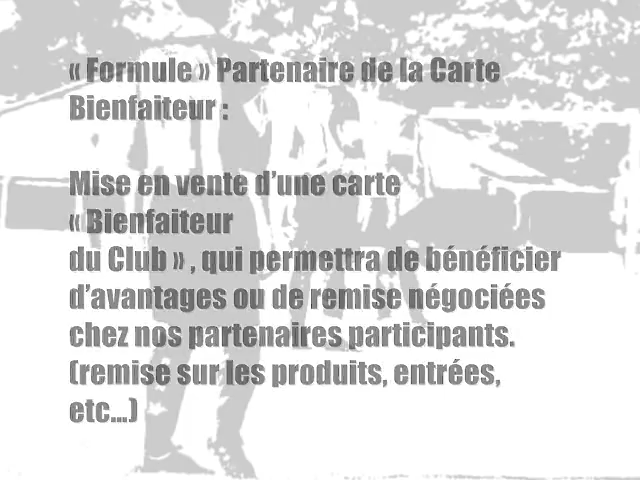 « Formule » Partenaire de la Carte
Bienfaiteur :
Mise en vente d’une carte
« Bienfaiteur
du Club » , qui permettra de bénéficier
d’avantages ou de remise négociées
chez nos partenaires participants.
(remise sur les produits, entrées,
etc...)